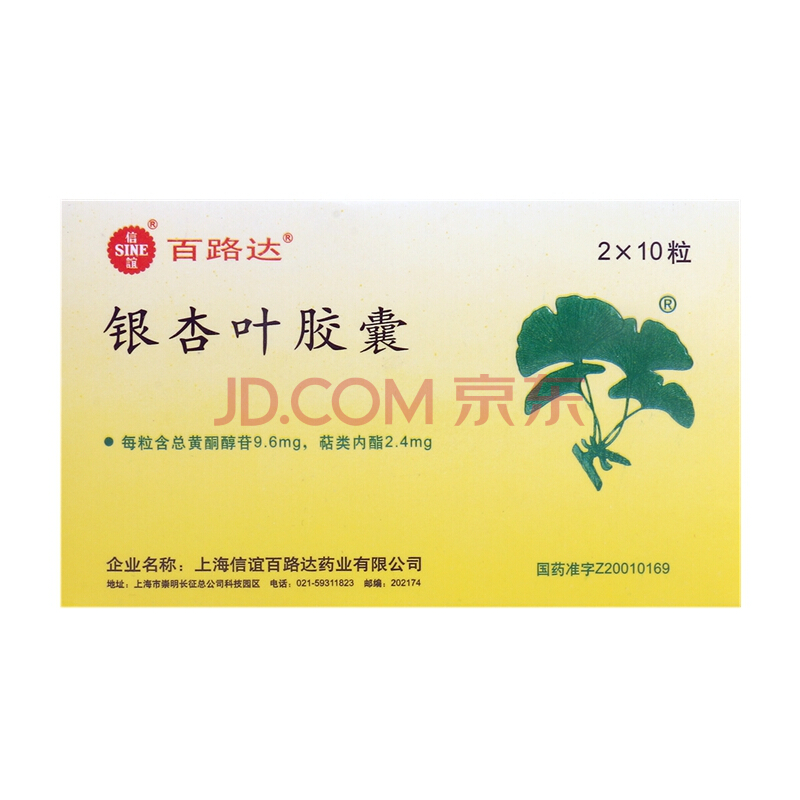 信
SINE
誼
®
百路达®
2×10粒
银杏叶胶囊
®
JD.COM 京东
● 每粒含总黄酮醇苷9.6mg，萜类内酯2.4mg
企业名称：上海信谊百路达药业有限公司
地址：上海市崇明长征总公司科技园区 电话：021-59311823 邮编：202174
国药准字Z20010169